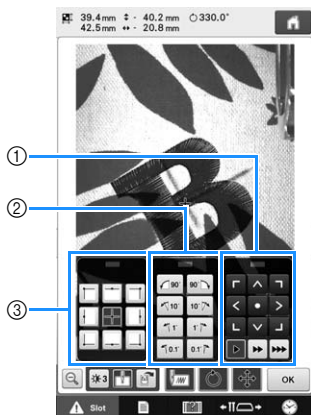 39.4mm ↕ - 40.2 mm 330.0°
42.5mm ↔ - 20.8 mm
①
②
③
90° 90°
10° 10°
1° 1°
0.1° 0.1°
3 OK
Slot